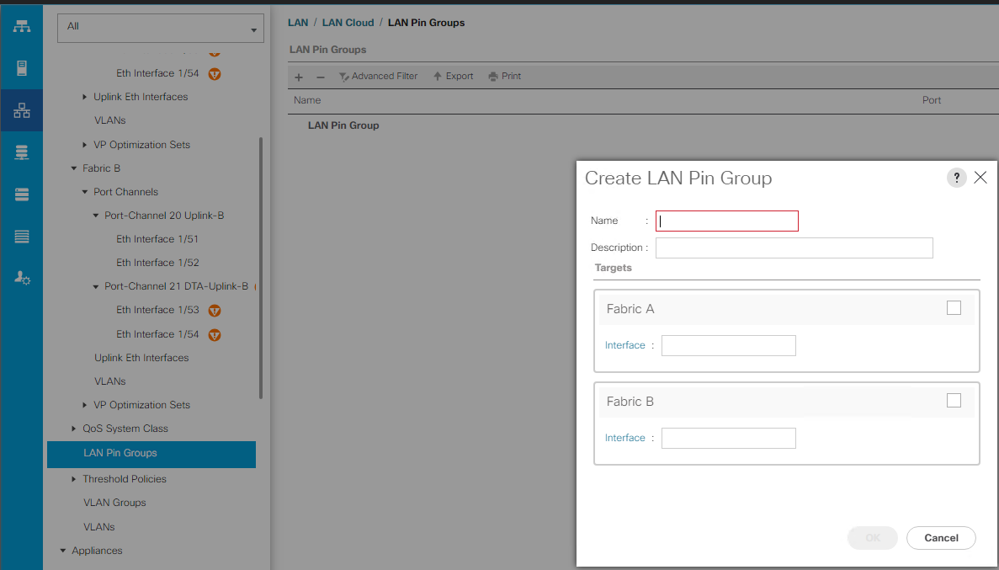 All
Eth Interface 1/54
Uplink Eth Interfaces
VLANs
VP Optimization Sets
Fabric B
Port Channels
Port-Channel 20 Uplink-B
Eth Interface 1/51
Eth Interface 1/52
Port-Channel 21 DTA-Uplink-B (
Eth Interface 1/53
Eth Interface 1/54
Uplink Eth Interfaces
VLANs
VP Optimization Sets
QoS System Class
LAN Pin Groups
Threshold Policies
VLAN Groups
VLANs
Appliances
LAN / LAN Cloud / LAN Pin Groups
LAN Pin Groups
+ − Advanced Filter Export Print
Name Port
LAN Pin Group
Create LAN Pin Group ?
Name :
Description :
Targets
Fabric A
Interface :
Fabric B
Interface :
OK Cancel